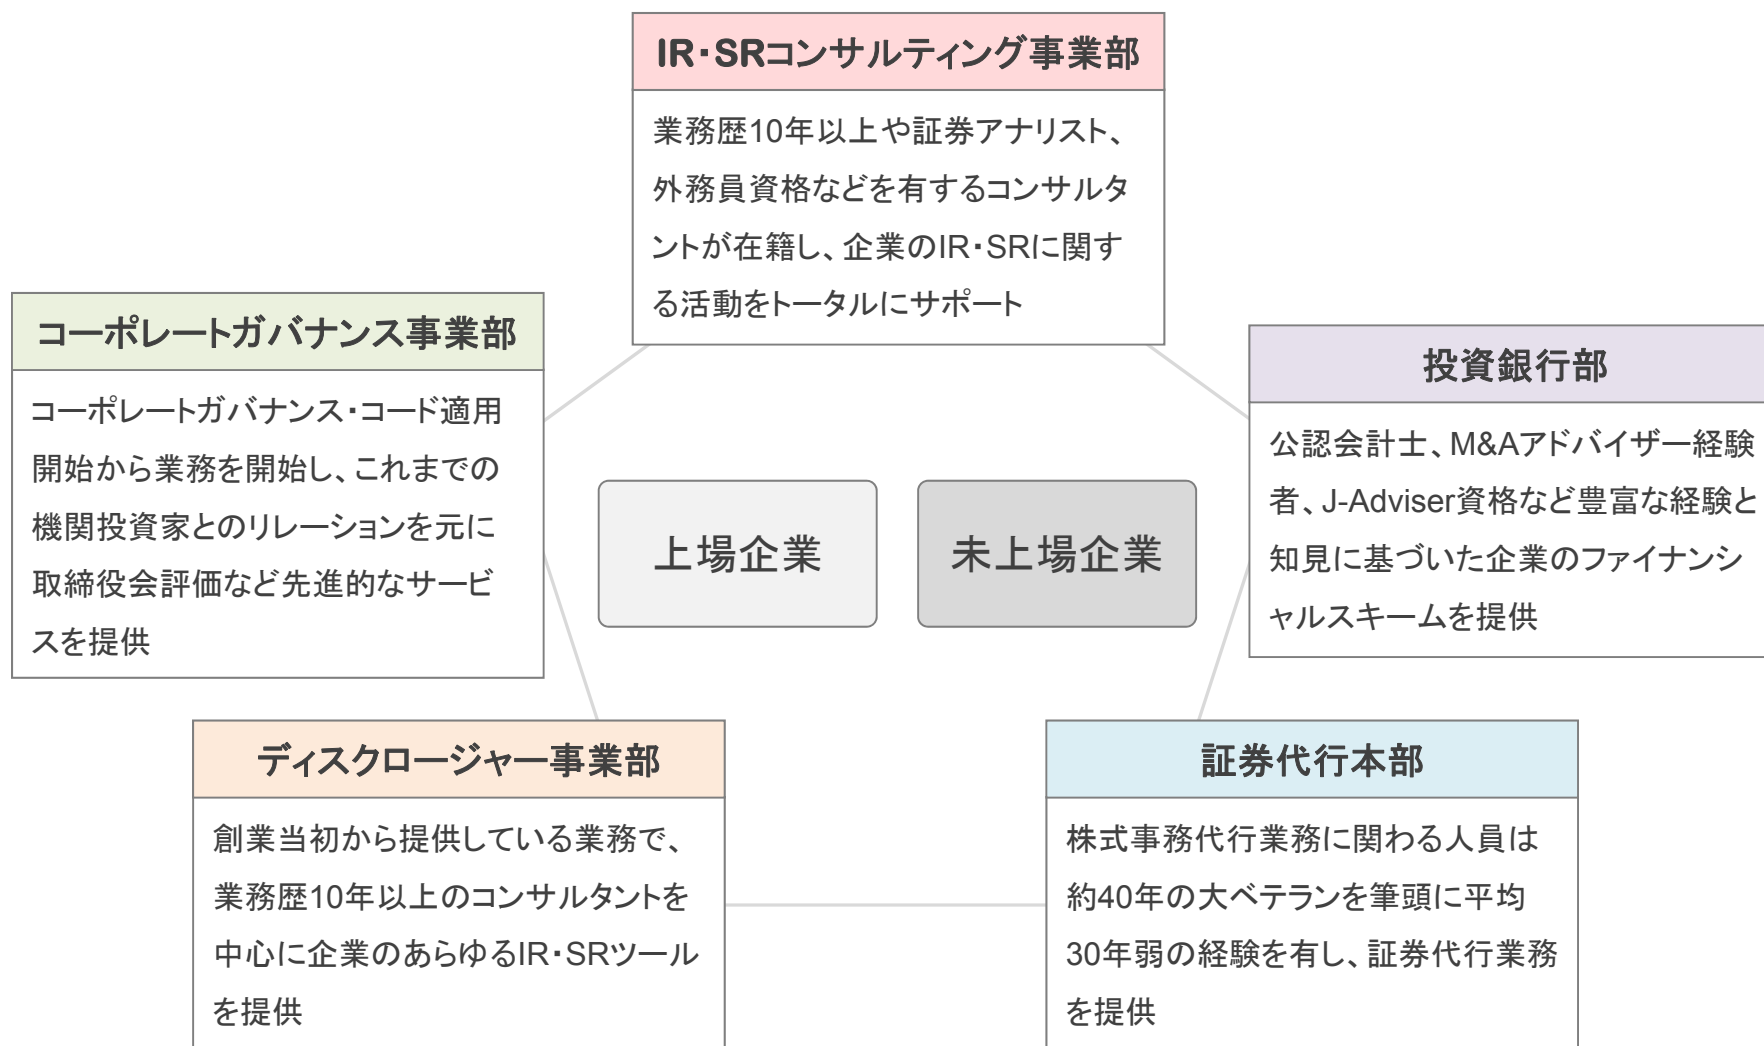 IR・SRコンサルティング事業部
業務歴10年以上や証券アナリスト、
外務員資格などを有するコンサルタ
ントが在籍し、企業のIR・SRに関す
る活動をトータルにサポート
コーポレートガバナンス事業部
コーポレートガバナンス・コード適用
開始から業務を開始し、これまでの
機関投資家とのリレーションを元に
取締役会評価など先進的なサービ
スを提供
投資銀行部
公認会計士、M&Aアドバイザー経験
者、J-Adviser資格など豊富な経験と
知見に基づいた企業のファイナンシ
ャルスキームを提供
上場企業
未上場企業
ディスクロージャー事業部
創業当初から提供している業務で、
業務歴10年以上のコンサルタントを
中心に企業のあらゆるIR・SRツール
を提供
証券代行本部
株式事務代行業務に関わる人員は
約40年の大ベテランを筆頭に平均
30年弱の経験を有し、証券代行業務
を提供